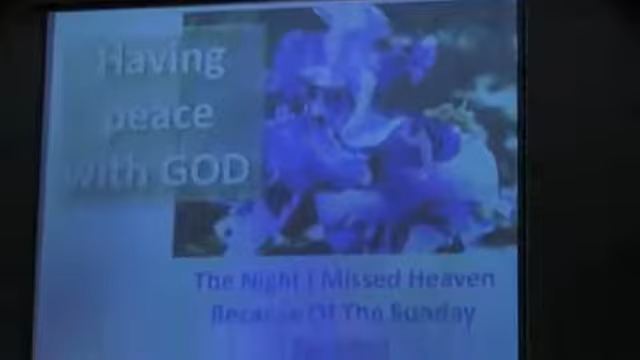 Having
peace
with GOD
The Night I Missed Heaven
Because Of The Sunday